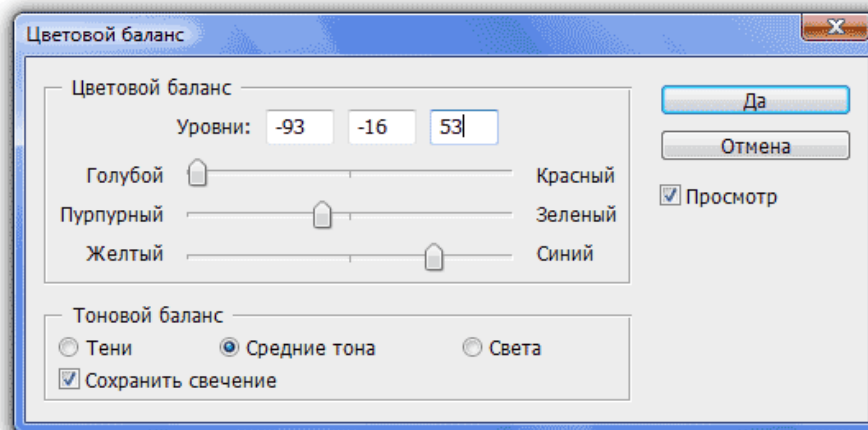 Цветовой баланс
Цветовой баланс
Уровни: -93 -16 53
Голубой Красный
Пурпурный Зеленый
Желтый Синий
Да
Отмена
Просмотр
Тоновой баланс
Тени Средние тона Света
Сохранить свечение